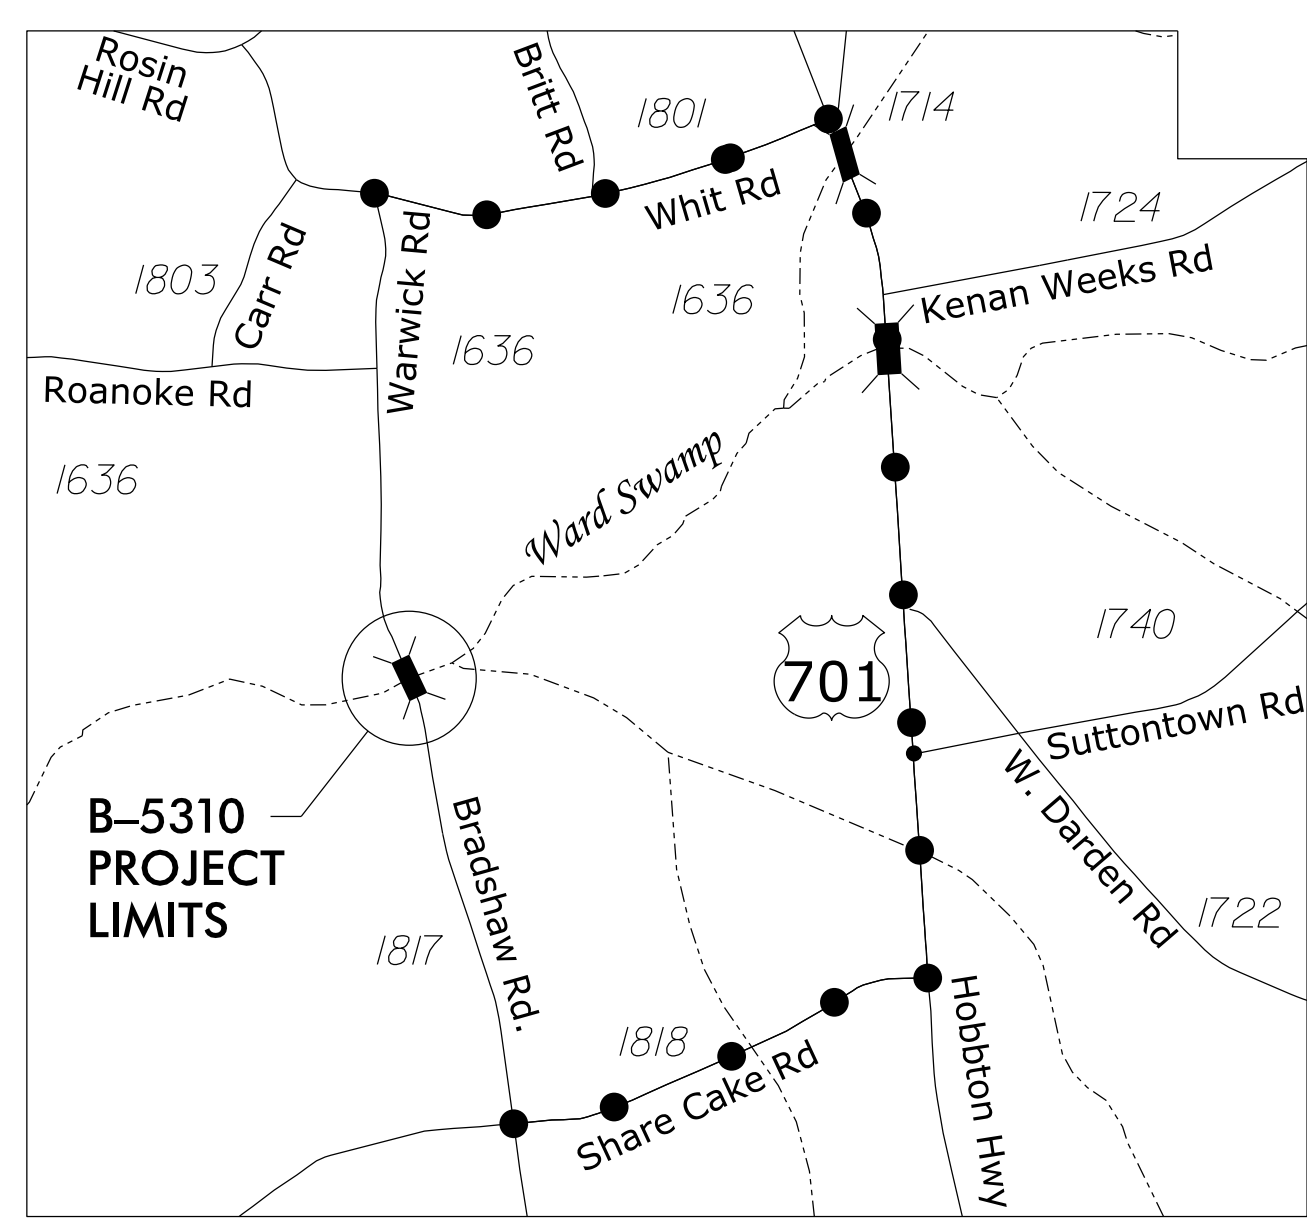 Rosin
Hill Rd
Britt Rd
1801
1714
Whit Rd
1724
Carr Rd
1803
Warwick Rd
1636
1636
Kenan Weeks Rd
Roanoke Rd
1636
Ward Swamp
1740
701
Suttontown Rd
W. Darden Rd
B–5310
PROJECT
LIMITS
Bradshaw Rd.
1817
1722
1818
Share Cake Rd
Hobbton Hwy